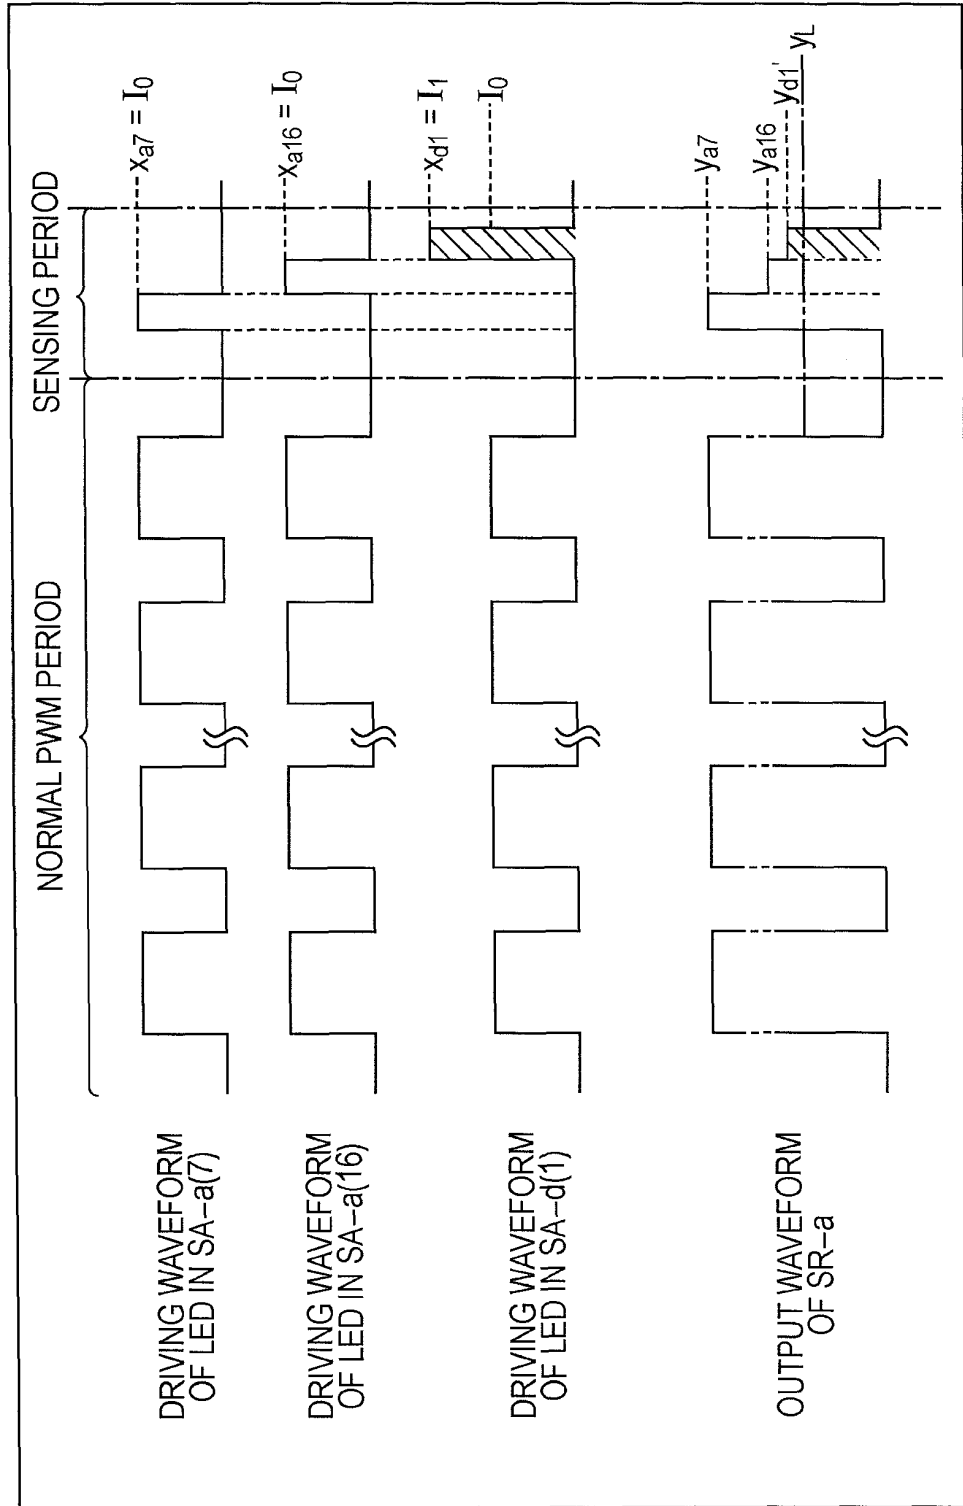 NORMAL PWM PERIOD
SENSING PERIOD
DRIVING WAVEFORM
OF LED IN SA-a(7)
xa7 = I0
DRIVING WAVEFORM
OF LED IN SA-a(16)
xa16 = I0
DRIVING WAVEFORM
OF LED IN SA-d(1)
xd1 = I1
I0
OUTPUT WAVEFORM
OF SR-a
ya7
ya16
yd1'
yL